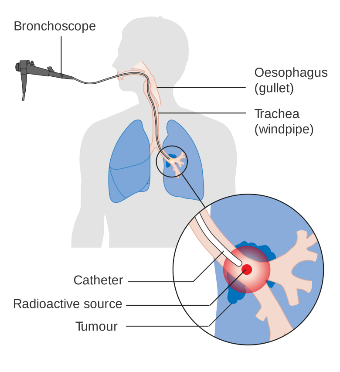 Bronchoscope
Oesophagus
(gullet)
Trachea
(windpipe)
Catheter
Radioactive source
Tumour